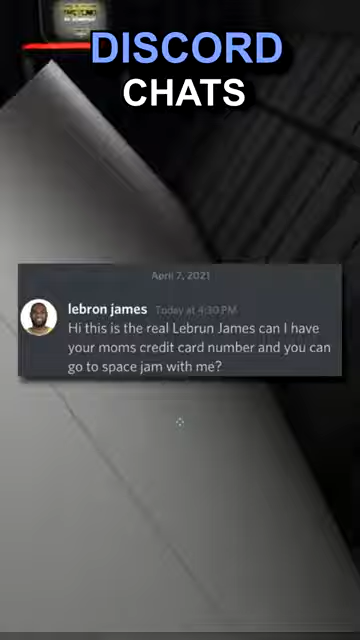 DISCORD
CHATS
April 7, 2021
lebron james Today at 4:30 PM
Hi this is the real Lebrun James can I have
your moms credit card number and you can
go to space jam with me?